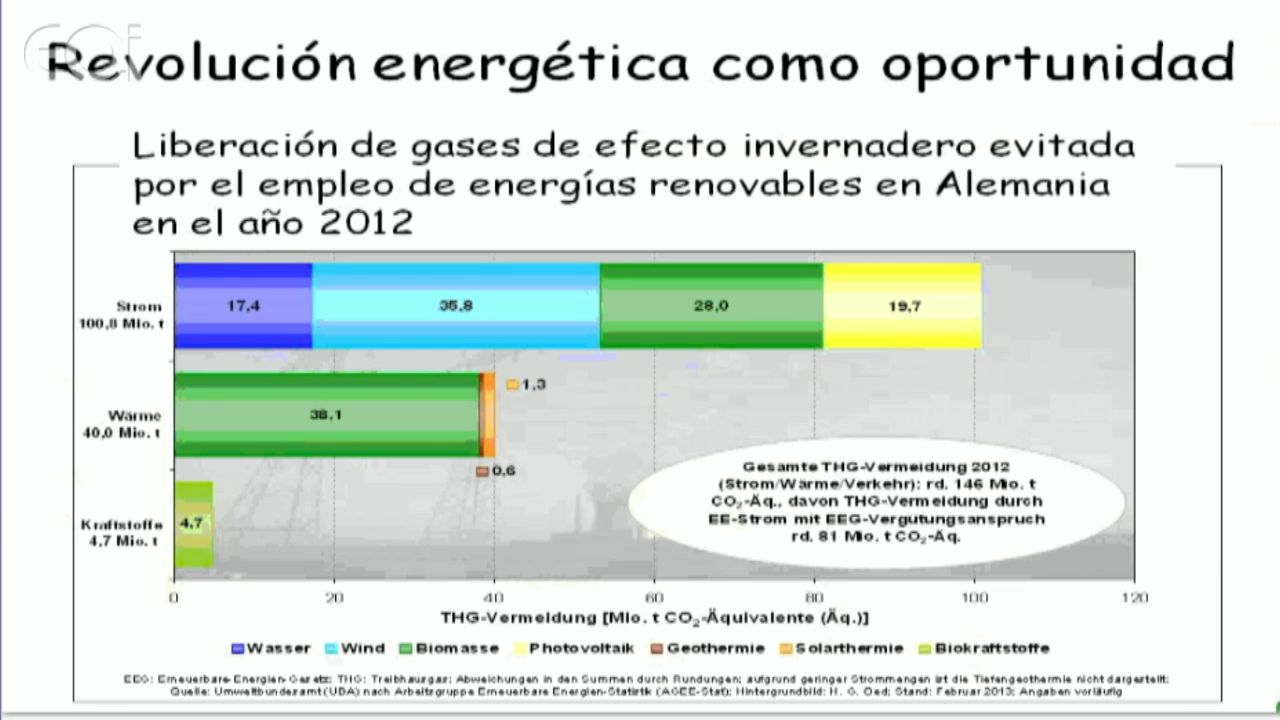 GOi
Revolución energética como oportunidad
Liberación de gases de efecto invernadero evitada
por el empleo de energías renovables en Alemania
en el año 2012
Strom
100,8 Mio. t
17,4
35,8
28,0
19,7
Wärme
40,0 Mio. t
38,1
1,3
0,6
Kraftstoffe
4,7 Mio. t
4,7
Gesamte THG-Vermeidung 2012
(Strom/Wärme/Verkehr): rd. 146 Mio. t
CO₂-Äq., davon THG-Vermeidung durch
EE-Strom mit EEG-Vergütungsanspruch
rd. 81 Mio. t CO₂-Äq.
0 20 40 60 80 100 120
THG-Vermeidung [Mio. t CO₂-Äquivalente (Äq.)]
Wasser Wind Biomasse Photovoltaik Geothermie Solarthermie Biokraftstoffe
EEG: Erneuerbare-Energien-Gesetz; THG: Treibhausgas; Abweichungen in den Summen durch Rundungen; aufgrund geringer Strommengen ist die Tiefengeothermie nicht dargestellt;
Quelle: Umweltbundesamt (UBA) nach Arbeitsgruppe Erneuerbare Energien-Statistik (AGEE-Stat); Hintergrundbild: H. G. Oed; Stand: Februar 2013; Angaben vorläufig